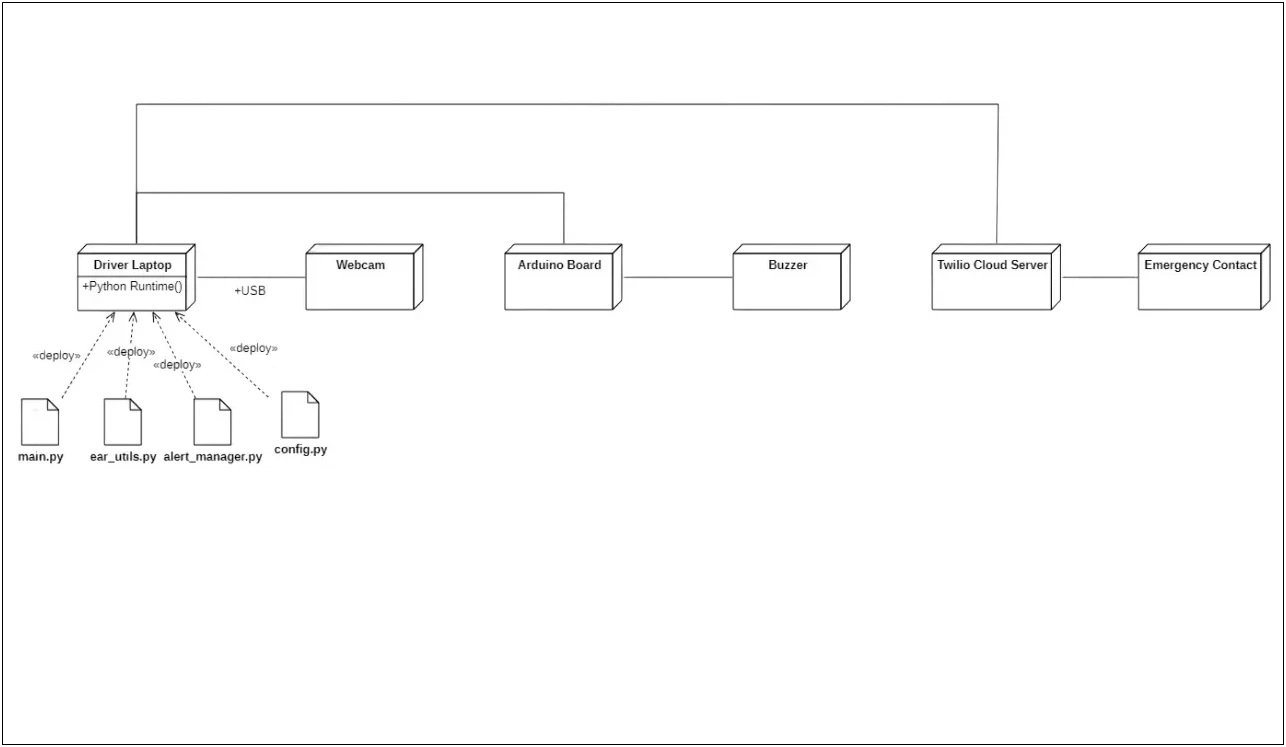 Driver Laptop
+Python Runtime()
+USB
Webcam
Arduino Board
Buzzer
Twilio Cloud Server
Emergency Contact
«deploy»
«deploy»
«deploy»
«deploy»
main.py
ear_utils.py
alert_manager.py
config.py